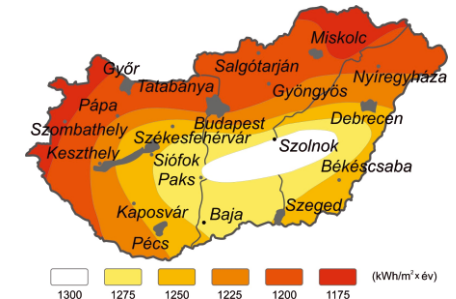 Miskolc
Győr
Salgótarján
Nyíregyháza
Tatabánya
Gyöngyös
Pápa
Debrecen
Budapest
Szombathely
Székesfehérvár
Szolnok
Keszthely
Siófok
Békéscsaba
Paks
Kaposvár
Szeged
Baja
Pécs
(kWh/m² x év)
1300 1275 1250 1225 1200 1175